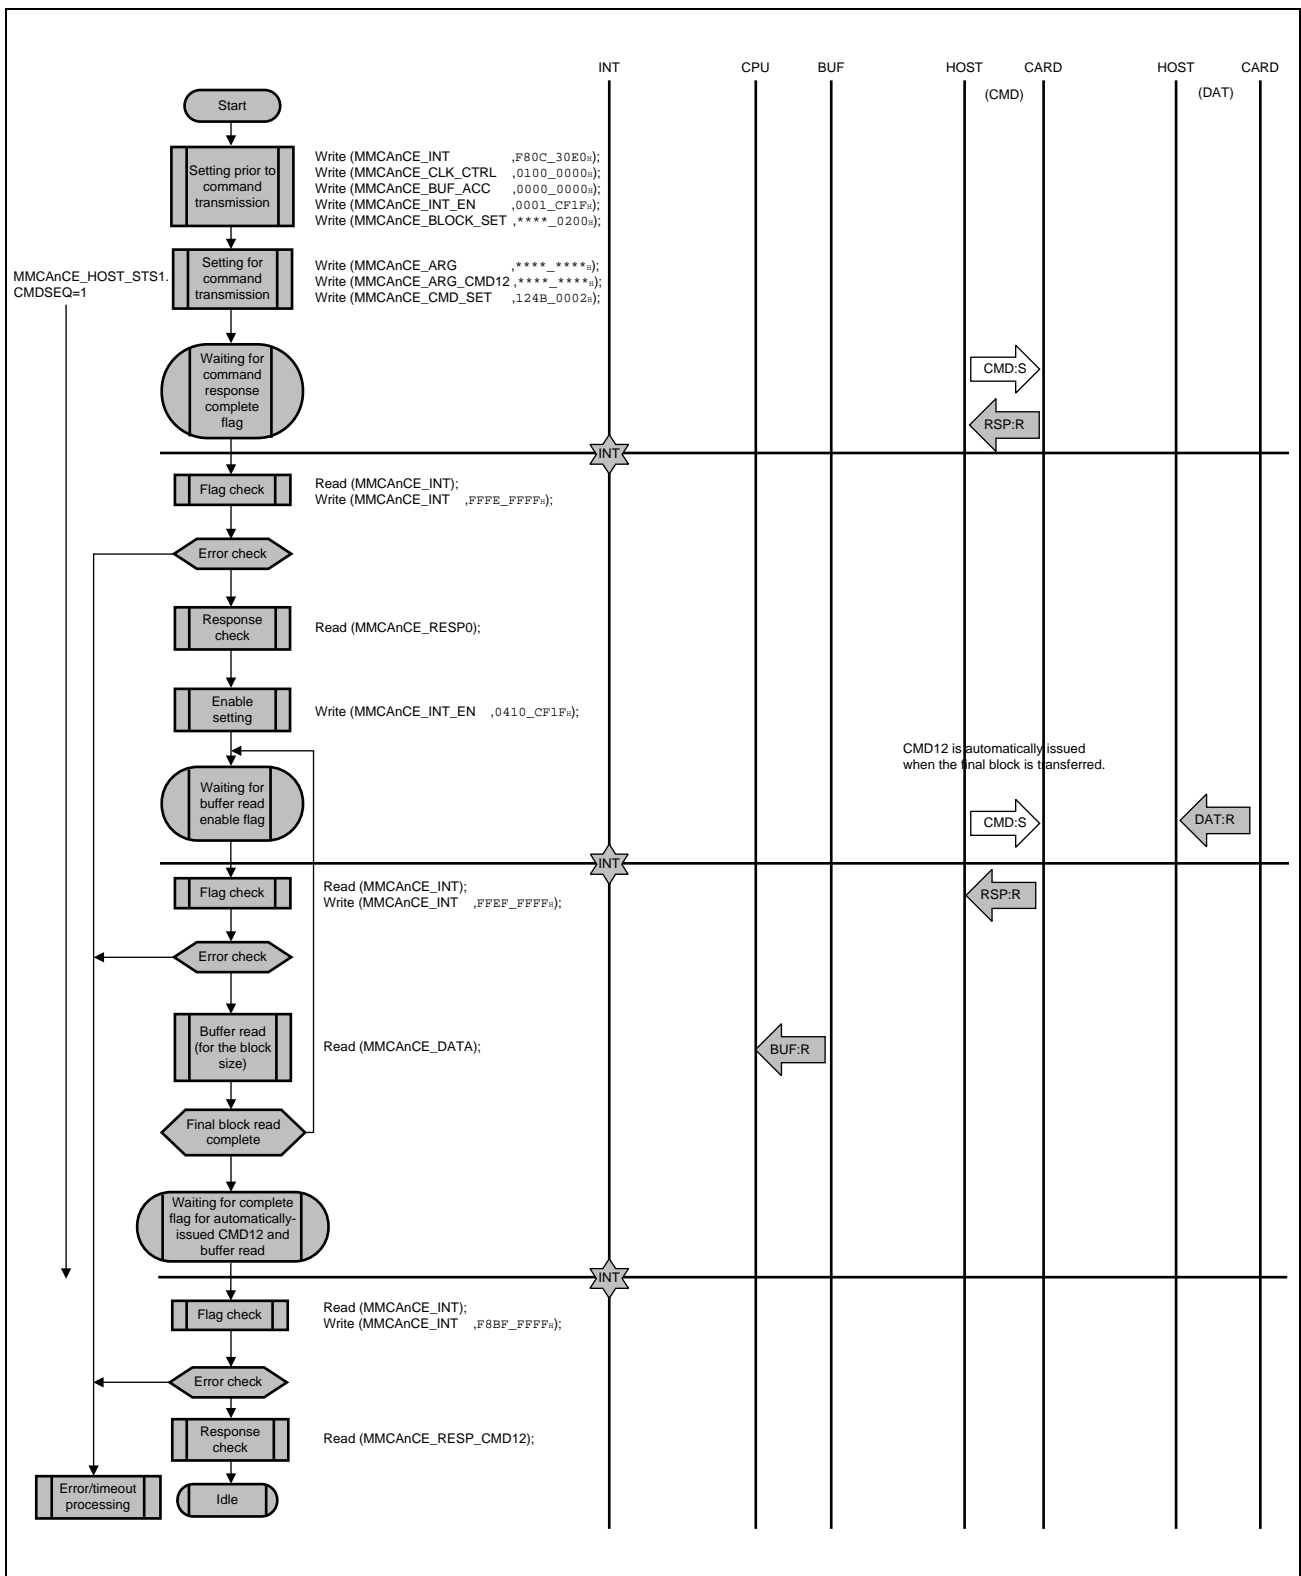 INT CPU BUF HOST CARD HOST CARD
(CMD) (DAT)
Start
Setting prior to
command
transmission
Write (MMCAnCE_INT ,F80C_30E0H);
Write (MMCAnCE_CLK_CTRL ,0100_0000H);
Write (MMCAnCE_BUF_ACC ,0000_0000H);
Write (MMCAnCE_INT_EN ,0001_CF1FH);
Write (MMCAnCE_BLOCK_SET ,****_0200H);
MMCAnCE_HOST_STS1.
CMDSEQ=1
Setting for
command
transmission
Write (MMCAnCE_ARG ,****_****H);
Write (MMCAnCE_ARG_CMD12 ,****_****H);
Write (MMCAnCE_CMD_SET ,124B_0002H);
Waiting for
command
response
complete
flag
CMD:S
RSP:R
INT
Flag check
Read (MMCAnCE_INT);
Write (MMCAnCE_INT ,FFFE_FFFFH);
Error check
Response
check
Read (MMCAnCE_RESP0);
Enable
setting
Write (MMCAnCE_INT_EN ,0410_CF1FH);
CMD12 is automatically issued
when the final block is transferred.
Waiting for
buffer read
enable flag
CMD:S
DAT:R
INT
Flag check
Read (MMCAnCE_INT);
Write (MMCAnCE_INT ,FFEF_FFFFH);
RSP:R
Error check
Buffer read
(for the block
size)
Read (MMCAnCE_DATA);
BUF:R
Final block read
complete
Waiting for complete
flag for automatically-
issued CMD12 and
buffer read
INT
Flag check
Read (MMCAnCE_INT);
Write (MMCAnCE_INT ,F8BF_FFFFH);
Error check
Response
check
Read (MMCAnCE_RESP_CMD12);
Error/timeout
processing
Idle